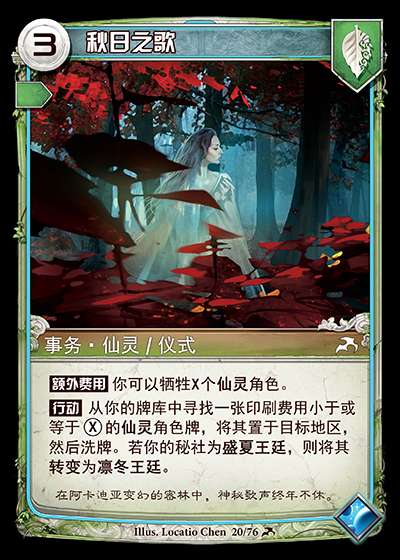 3 秋日之歌
事务·仙灵/仪式
额外费用 你可以牺牲X个仙灵角色。
行动 从你的牌库中寻找一张印刷费用小于或
等于Ⓧ的仙灵角色牌，将其置于目标地区，
然后洗牌。若你的秘社为盛夏王廷，则将其
转变为凛冬王廷。
在阿卡迪亚变幻的密林中，神秘歌声终年不休。
Illus. Locatio Chen 20/76